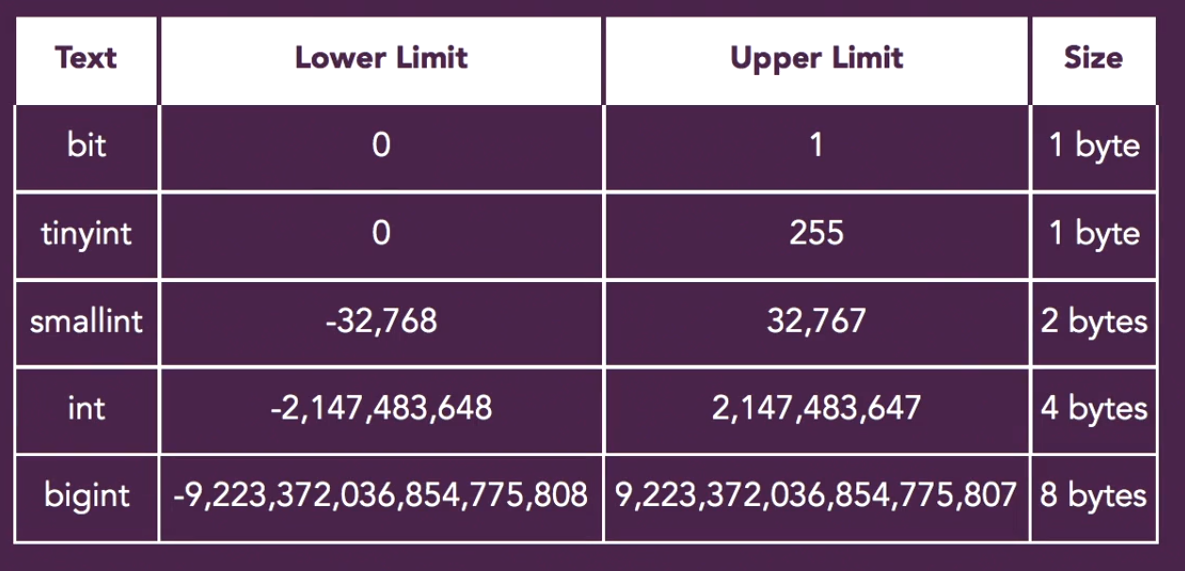 Text Lower Limit Upper Limit Size
bit 0 1 1 byte
tinyint 0 255 1 byte
smallint -32,768 32,767 2 bytes
int -2,147,483,648 2,147,483,647 4 bytes
bigint -9,223,372,036,854,775,808 9,223,372,036,854,775,807 8 bytes